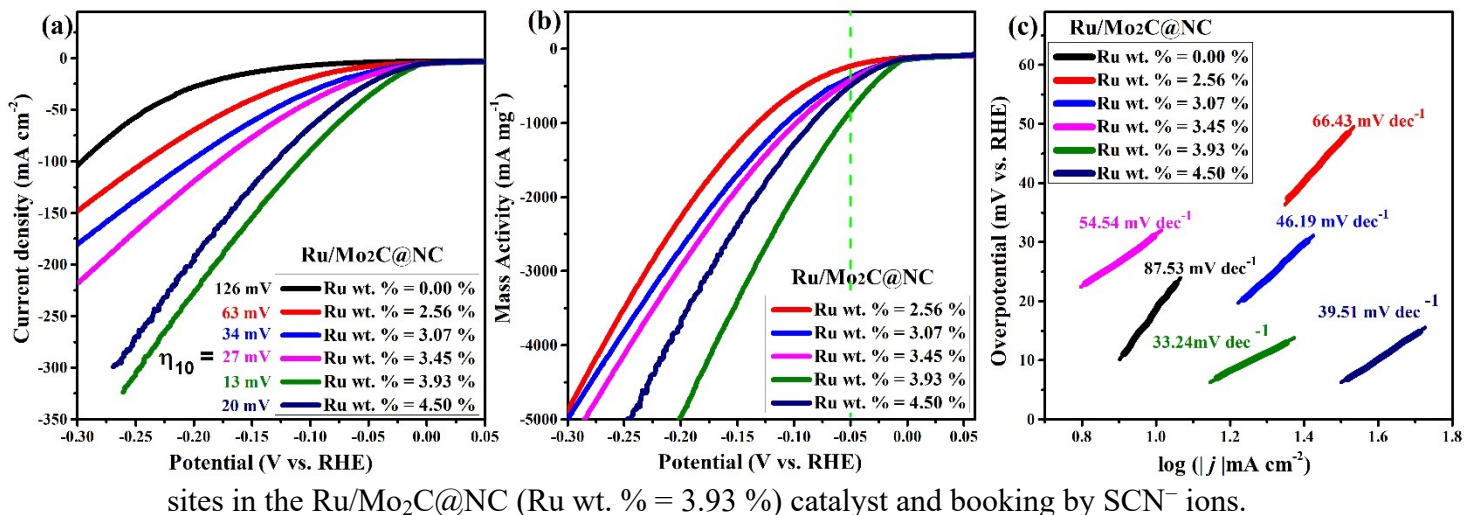 (a)
0
-50
-100
-150
-200
-250
-300
-350
Current density (mA cm⁻²)
Ru/Mo₂C@NC
126 mV Ru wt. % = 0.00 %
63 mV Ru wt. % = 2.56 %
34 mV Ru wt. % = 3.07 %
η₁₀ = 27 mV Ru wt. % = 3.45 %
13 mV Ru wt. % = 3.93 %
20 mV Ru wt. % = 4.50 %
-0.30 -0.25 -0.20 -0.15 -0.10 -0.05 0.00 0.05
Potential (V vs. RHE)
(b)
0
-1000
-2000
-3000
-4000
-5000
Mass Activity (mA mg⁻¹)
Ru/Mo₂C@NC
Ru wt. % = 2.56 %
Ru wt. % = 3.07 %
Ru wt. % = 3.45 %
Ru wt. % = 3.93 %
Ru wt. % = 4.50 %
-0.30 -0.25 -0.20 -0.15 -0.10 -0.05 0.00 0.05
Potential (V vs. RHE)
(c)
60
50
40
30
20
10
0
Overpotential (mV vs. RHE)
Ru/Mo₂C@NC
Ru wt. % = 0.00 %
Ru wt. % = 2.56 %
Ru wt. % = 3.07 %
Ru wt. % = 3.45 %
Ru wt. % = 3.93 %
Ru wt. % = 4.50 %
66.43 mV dec⁻¹
54.54 mV dec⁻¹
46.19 mV dec⁻¹
87.53 mV dec⁻¹
39.51 mV dec⁻¹
33.24mV dec⁻¹
0.8 1.0 1.2 1.4 1.6 1.8
log (| j |mA cm⁻²)
sites in the Ru/Mo₂C@NC (Ru wt. % = 3.93 %) catalyst and booking by SCN⁻ ions.